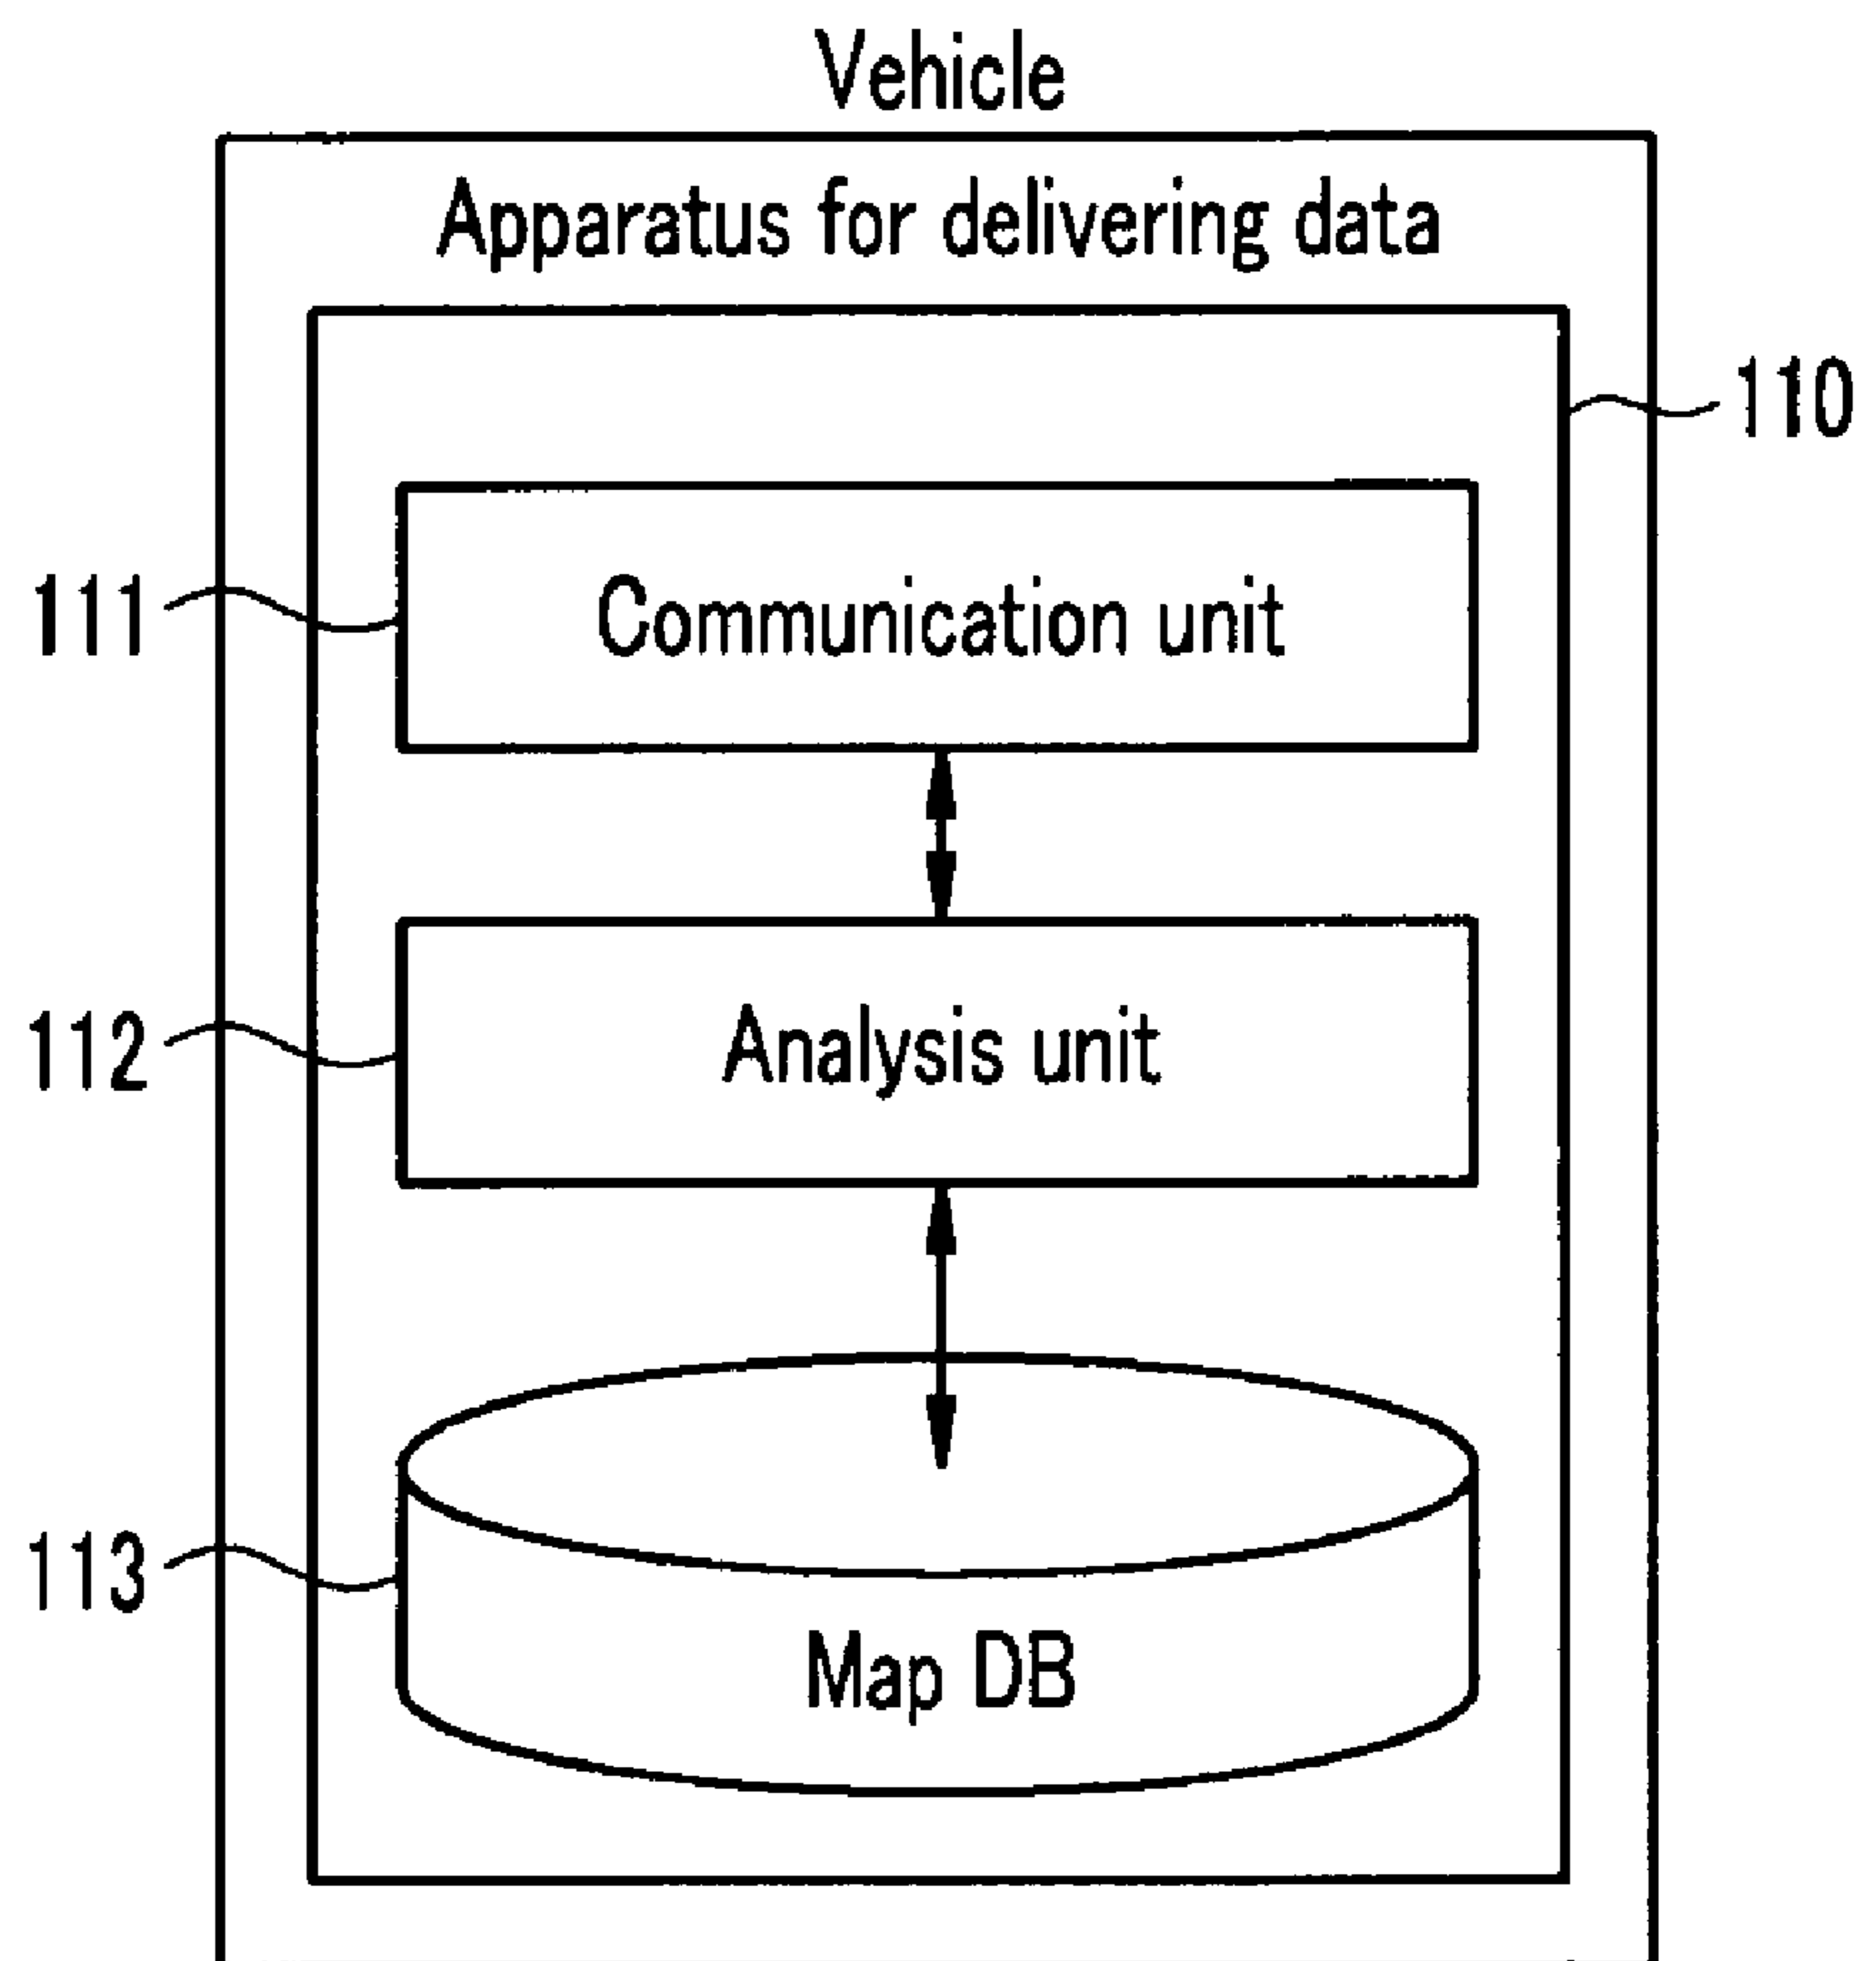 Vehicle
Apparatus for delivering data
110
111
Communication unit
112
Analysis unit
113
Map DB